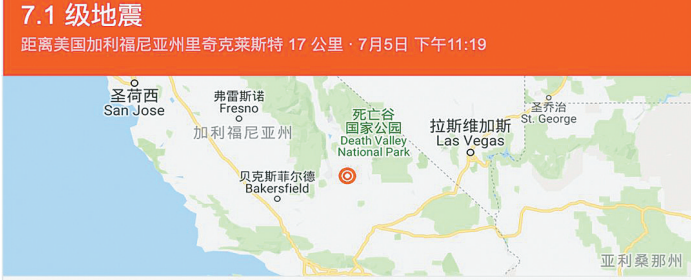 7.1 级地震
距离美国加利福尼亚州里奇克莱斯特 17 公里 · 7月5日 下午11:19
圣荷西
San Jose
弗雷斯诺
Fresno
加利福尼亚州
死亡谷
国家公园
Death Valley
National Park
拉斯维加斯
Las Vegas
圣乔治
St. George
贝克斯菲尔德
Bakersfield
亚利桑那州